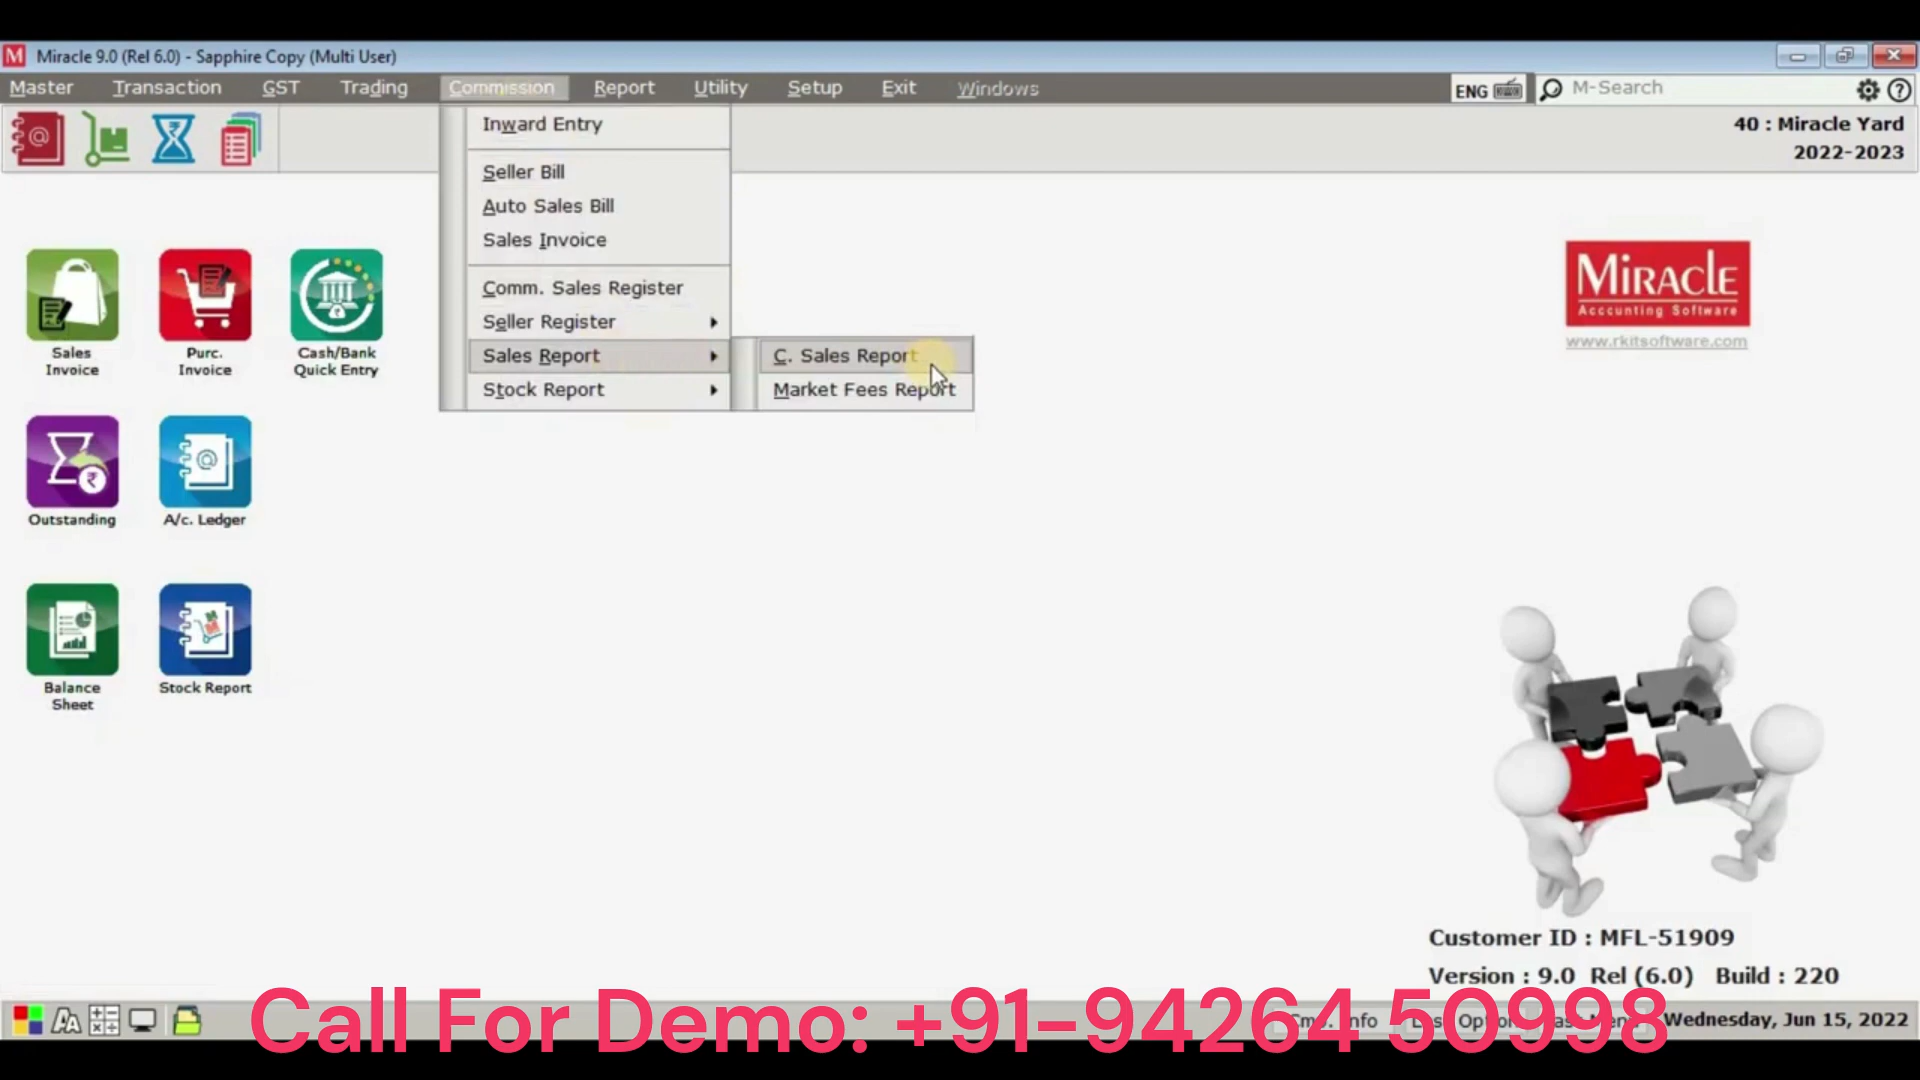 Miracle 9.0 (Rel 6.0) - Sapphire Copy (Multi User)
Master Transaction GST Trading Commission Report Utility Setup Exit Windows ENG M-Search
40 : Miracle Yard
2022-2023
Inward Entry
Seller Bill
Auto Sales Bill
Sales Invoice
Comm. Sales Register
Seller Register
Sales Report
Stock Report
C. Sales Report
Market Fees Report
Sales
Invoice
Purc.
Invoice
Cash/Bank
Quick Entry
Outstanding
A/c. Ledger
Balance
Sheet
Stock Report
MIRACLE
Accounting Software
www.rkitsoftware.com
Customer ID : MFL-51909
Version : 9.0 Rel (6.0) Build : 220
Call For Demo: +91-94264 50998
Wednesday, Jun 15, 2022